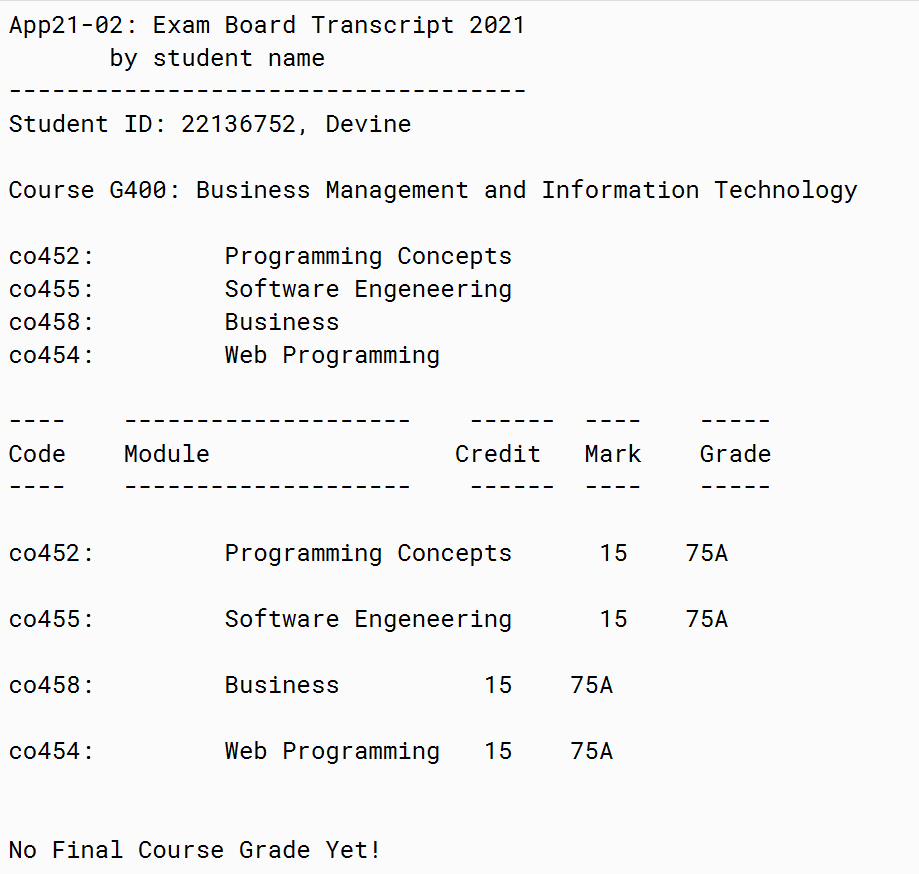 App21-02: Exam Board Transcript 2021
       by student name
------------------------------------
Student ID: 22136752, Devine

Course G400: Business Management and Information Technology

co452:         Programming Concepts
co455:         Software Engeneering
co458:         Business
co454:         Web Programming

----    --------------------    ------  ----    -----
Code    Module                 Credit   Mark    Grade
----    --------------------    ------  ----    -----

co452:         Programming Concepts      15    75A

co455:         Software Engeneering      15    75A

co458:         Business          15    75A

co454:         Web Programming   15    75A


No Final Course Grade Yet!